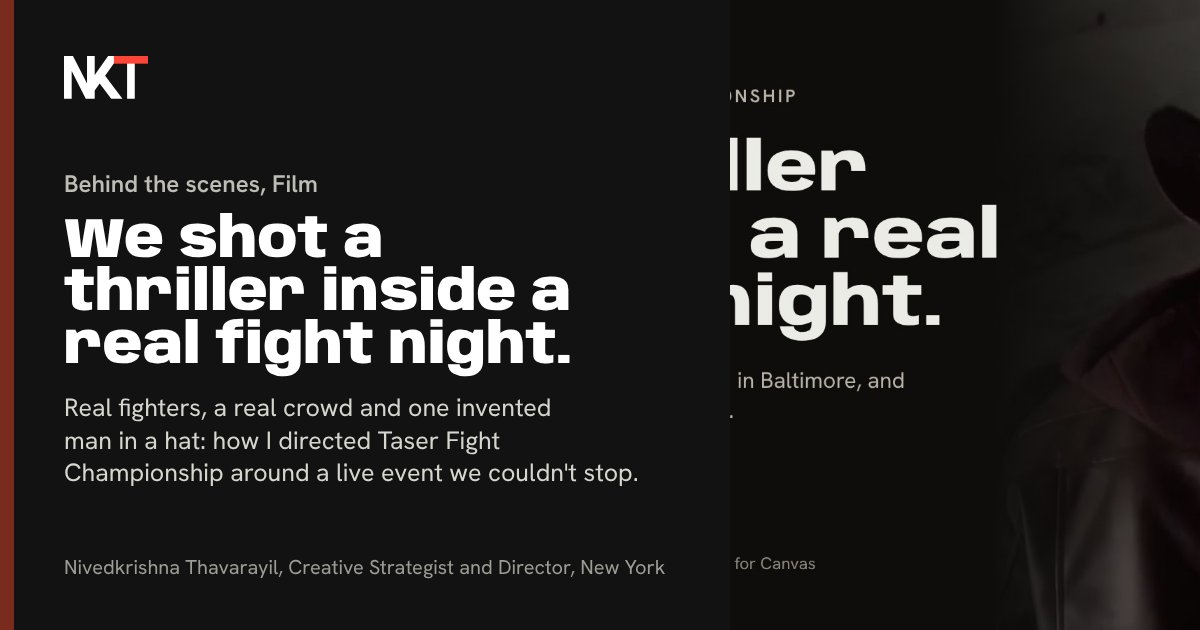 NKT
Behind the scenes, Film
We shot a
thriller inside a
real fight night.
Real fighters, a real crowd and one invented
man in a hat: how I directed Taser Fight
Championship around a live event we couldn't stop.
Nivedkrishna Thavarayil, Creative Strategist and Director, New York
NSHIP
ller
a real
night.
in Baltimore, and
.
for Canvas